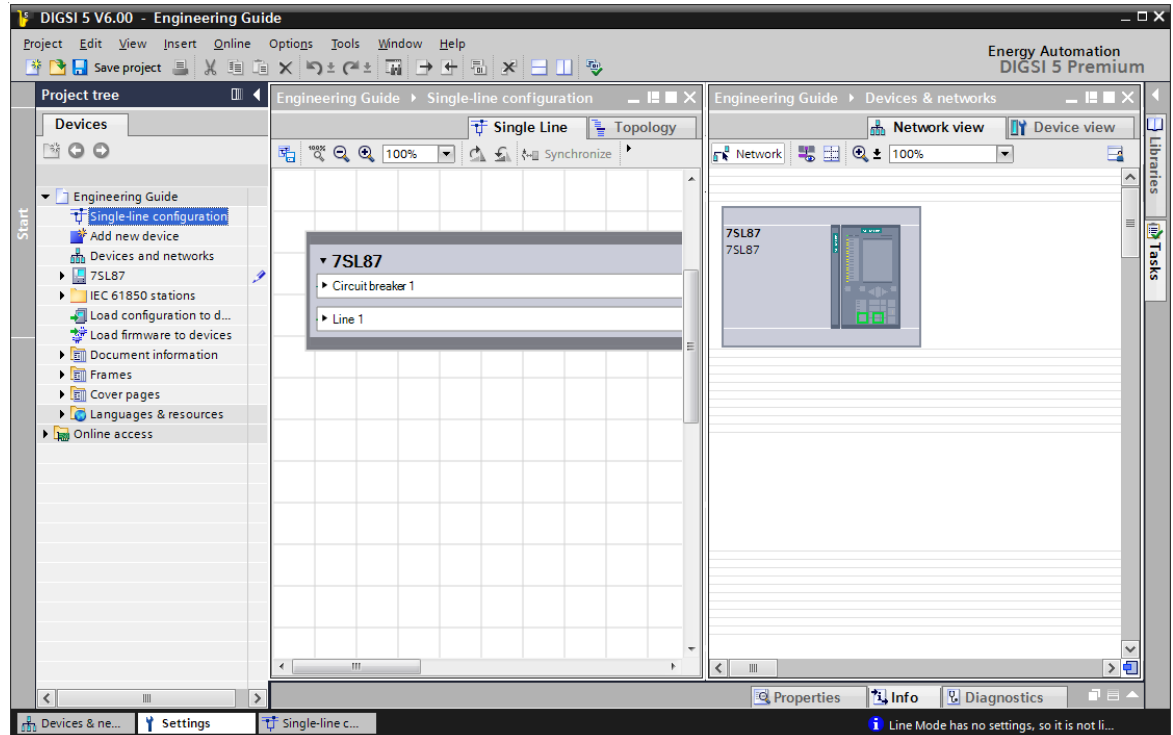 DIGSI 5 V6.00 - Engineering Guide
Project Edit View Insert Online Options Tools Window Help
Save project
Energy Automation
DIGSI 5 Premium
Start
Project tree
Devices
Engineering Guide
Single-line configuration
Add new device
Devices and networks
7SL87
IEC 61850 stations
Load configuration to d...
Load firmware to devices
Document information
Frames
Cover pages
Languages & resources
Online access
Engineering Guide Single-line configuration
Single Line Topology
100% 100% Synchronize
7SL87
Circuit breaker 1
Line 1
Engineering Guide Devices & networks
Network view Device view
Network 100%
7SL87
7SL87
Libraries
Tasks
Properties Info Diagnostics
Devices & ne... Settings Single-line c... Line Mode has no settings, so it is not li...